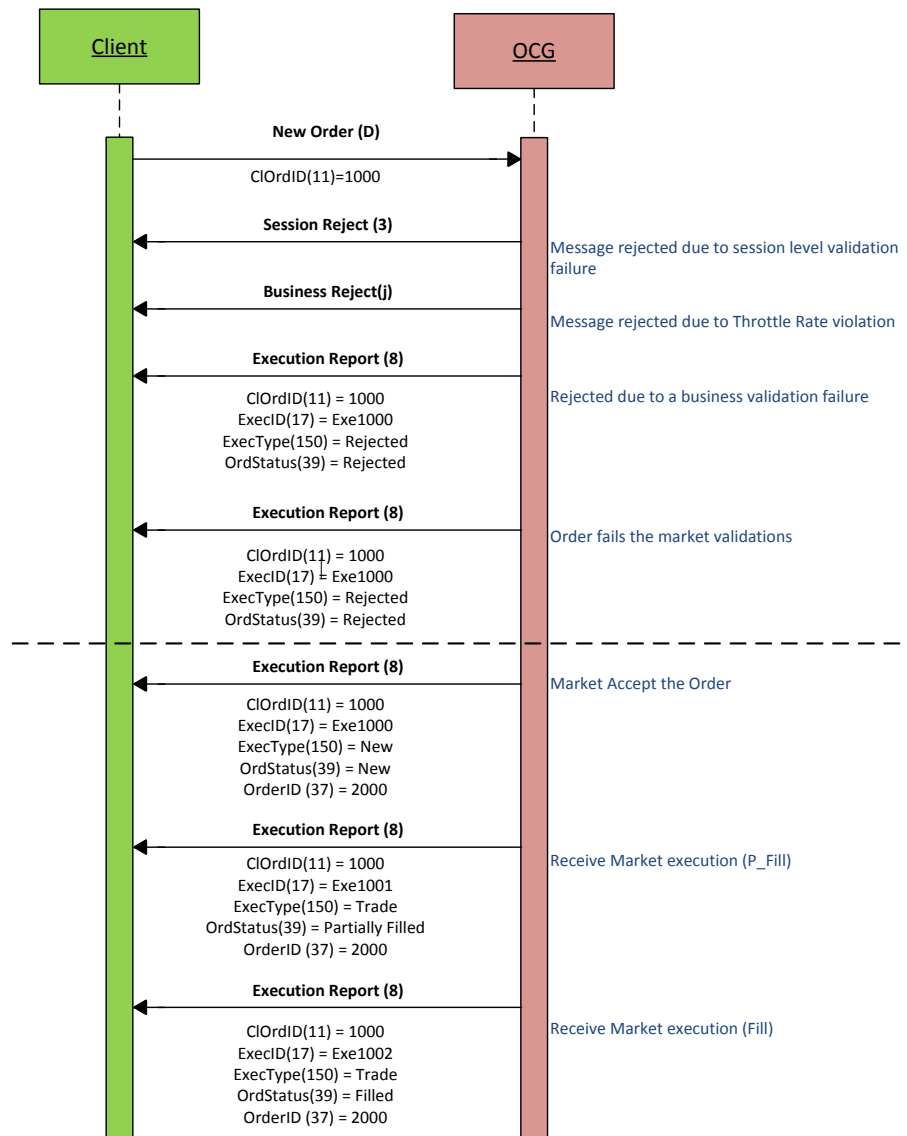 Client
OCG
New Order (D)
ClOrdID(11)=1000
Session Reject (3)
Message rejected due to session level validation
failure
Business Reject(j)
Message rejected due to Throttle Rate violation
Execution Report (8)
ClOrdID(11) = 1000
Rejected due to a business validation failure
ExecID(17) = Exe1000
ExecType(150) = Rejected
OrdStatus(39) = Rejected
Execution Report (8)
Order fails the market validations
ClOrdID(11) = 1000
ExecID(17) = Exe1000
ExecType(150) = Rejected
OrdStatus(39) = Rejected
Execution Report (8)
Market Accept the Order
ClOrdID(11) = 1000
ExecID(17) = Exe1000
ExecType(150) = New
OrdStatus(39) = New
OrderID (37) = 2000
Execution Report (8)
Receive Market execution (P_Fill)
ClOrdID(11) = 1000
ExecID(17) = Exe1001
ExecType(150) = Trade
OrdStatus(39) = Partially Filled
OrderID (37) = 2000
Execution Report (8)
Receive Market execution (Fill)
ClOrdID(11) = 1000
ExecID(17) = Exe1002
ExecType(150) = Trade
OrdStatus(39) = Filled
OrderID (37) = 2000